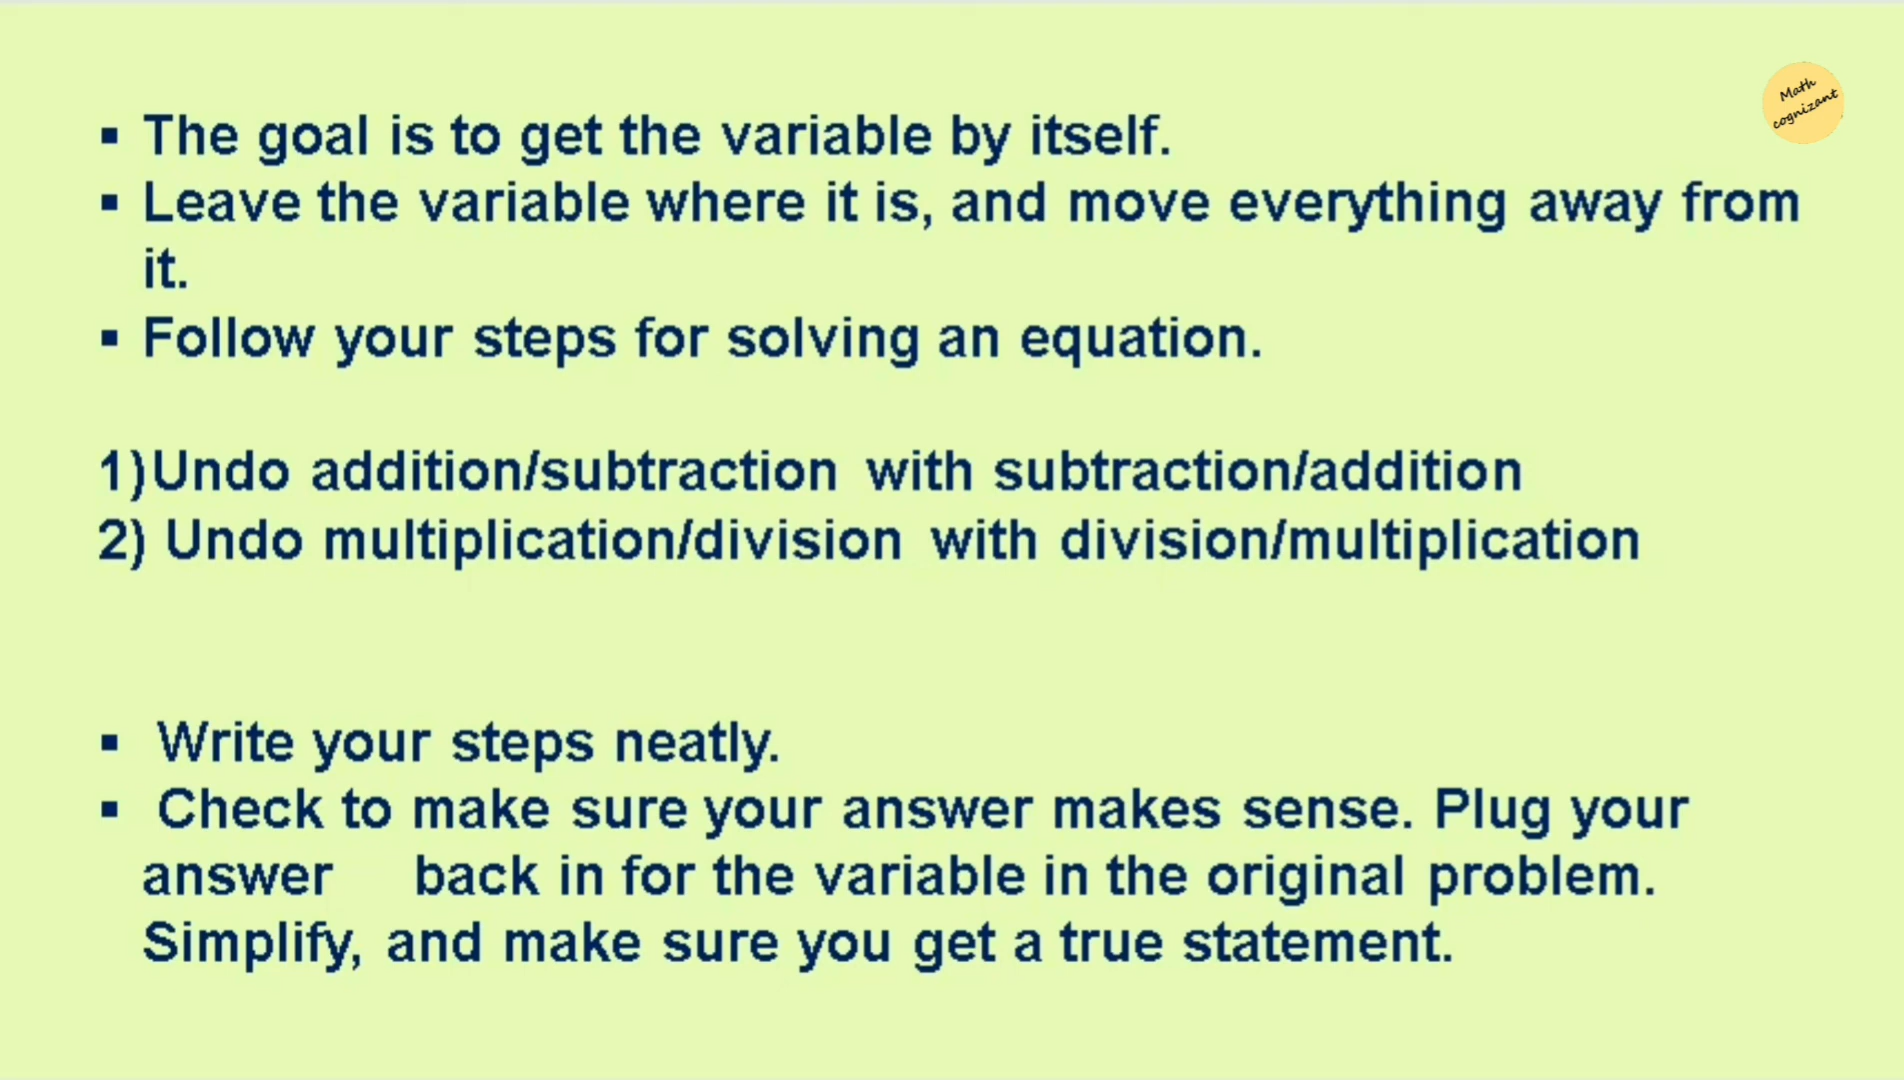 Math
cognizant
▪ The goal is to get the variable by itself.
▪ Leave the variable where it is, and move everything away from
it.
▪ Follow your steps for solving an equation.
1)Undo addition/subtraction with subtraction/addition
2) Undo multiplication/division with division/multiplication
▪ Write your steps neatly.
▪ Check to make sure your answer makes sense. Plug your
answer back in for the variable in the original problem.
Simplify, and make sure you get a true statement.